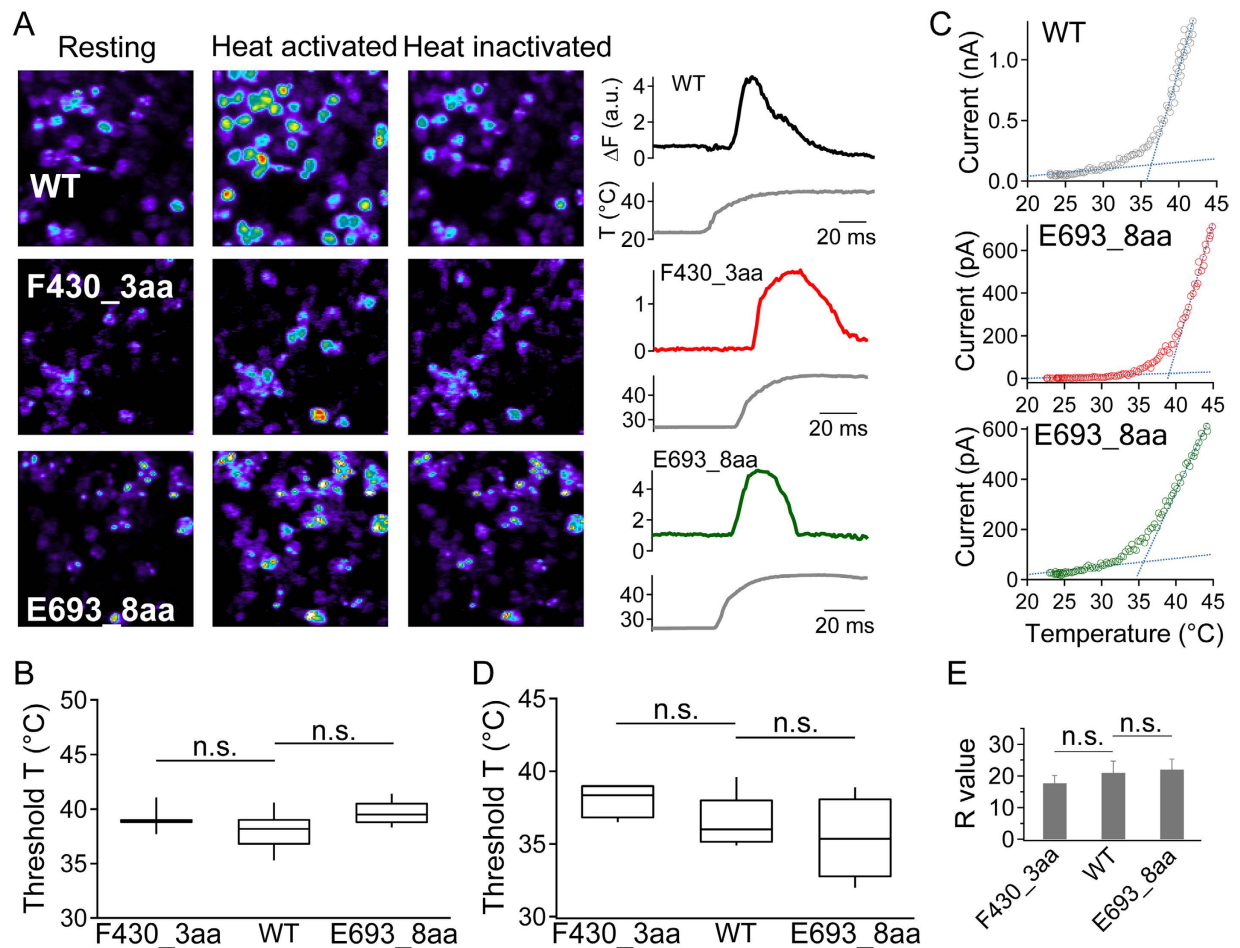 A
Resting
Heat activated
Heat inactivated
WT
F430_3aa
E693_8aa
WT
ΔF (a.u.)
4
2
0
T (°C)
40
20
20 ms
F430_3aa
1
0
40
30
20 ms
E693_8aa
4
2
0
40
30
20 ms
C
WT
Current (nA)
1.0
0.5
0.0
20 25 30 35 40 45
E693_8aa
Current (pA)
600
400
200
0
20 25 30 35 40 45
E693_8aa
Current (pA)
600
400
200
0
20 25 30 35 40 45
Temperature (°C)
B
Threshold T (°C)
50
45
40
35
30
n.s.
n.s.
F430_3aa WT E693_8aa
D
Threshold T (°C)
45
40
35
30
n.s.
n.s.
F430_3aa WT E693_8aa
E
R value
30
20
10
0
n.s.
n.s.
F430_3aa
WT
E693_8aa